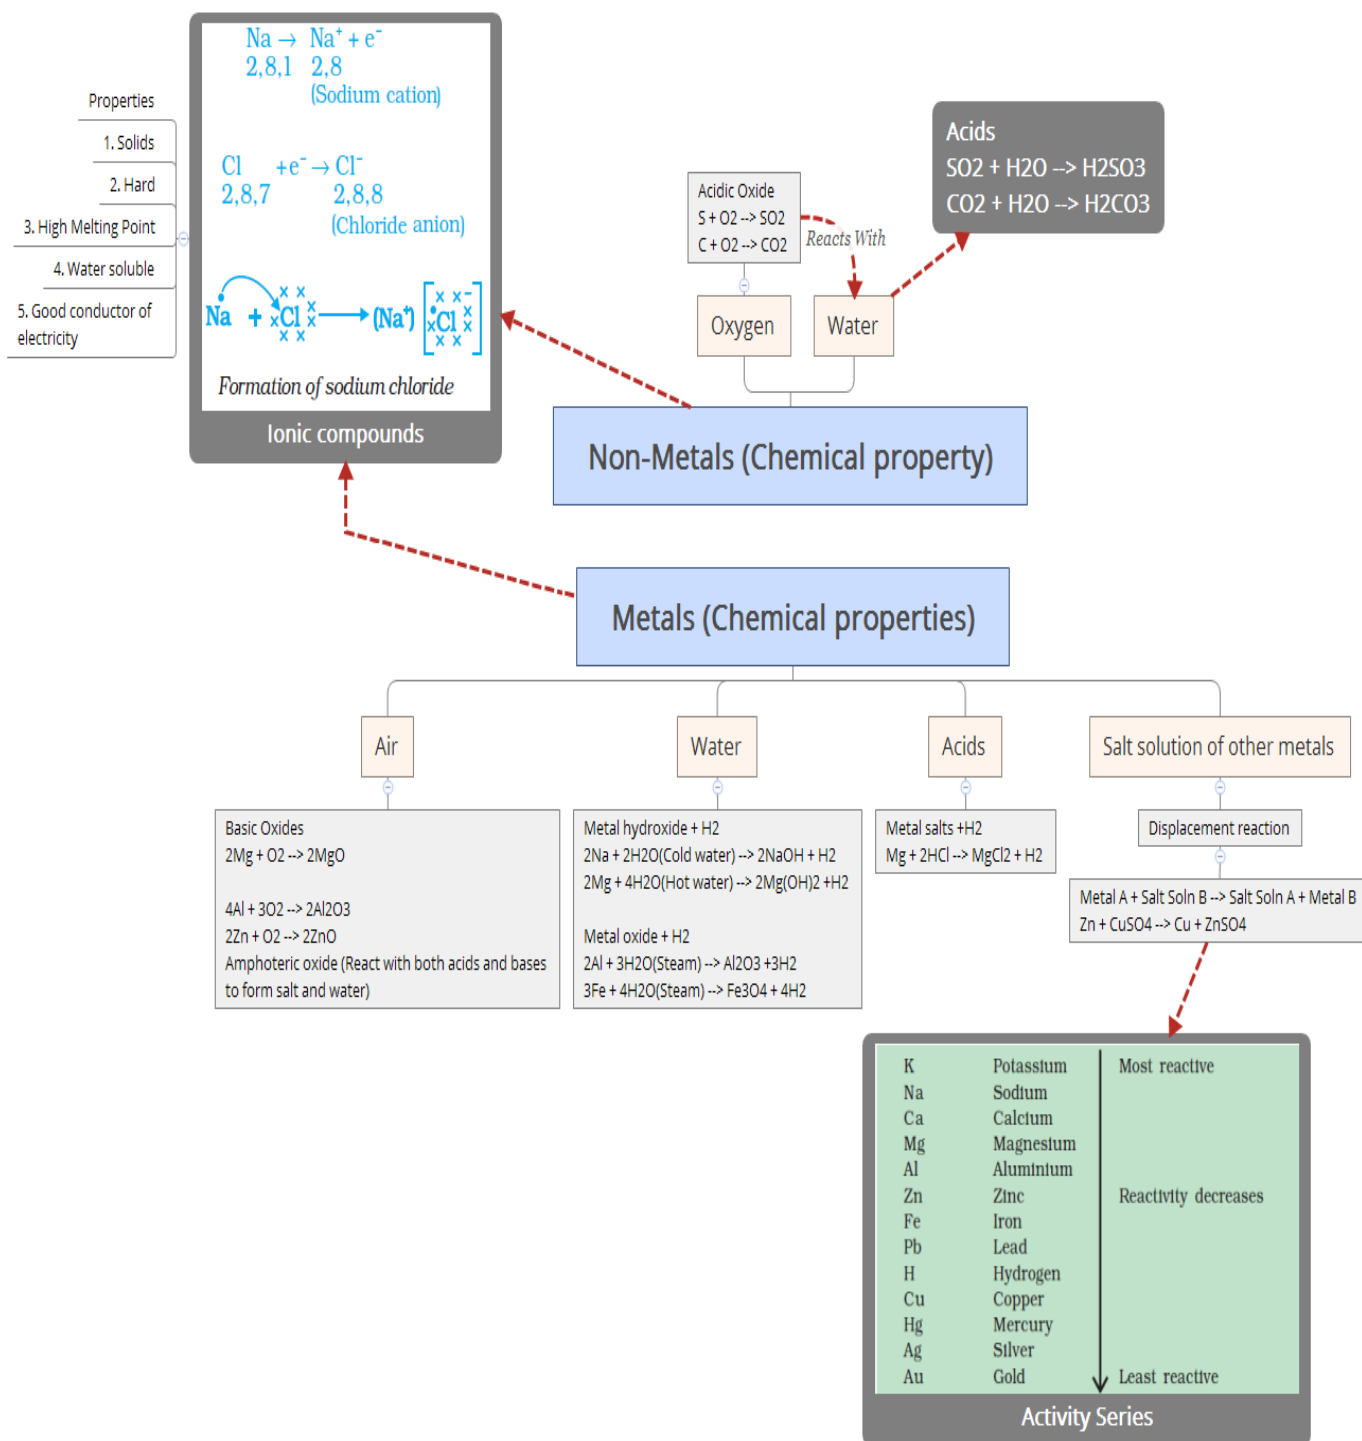 Na → Na⁺ + e⁻
2,8,1 2,8
(Sodium cation)
Cl +e⁻ → Cl⁻
2,8,7 2,8,8
(Chloride anion)
Na + Cl → (Na⁺) [Cl]⁻
Formation of sodium chloride
Ionic compounds
Properties
1. Solids
2. Hard
3. High Melting Point
4. Water soluble
5. Good conductor of
electricity
Acidic Oxide
S + O2 --> SO2
C + O2 --> CO2
Reacts With
Acids
SO2 + H2O --> H2SO3
CO2 + H2O --> H2CO3
Oxygen
Water
Non-Metals (Chemical property)
Metals (Chemical properties)
Air
Basic Oxides
2Mg + O2 --> 2MgO
4Al + 3O2 --> 2Al2O3
2Zn + O2 --> 2ZnO
Amphoteric oxide (React with both acids and bases
to form salt and water)
Water
Metal hydroxide + H2
2Na + 2H2O(Cold water) --> 2NaOH + H2
2Mg + 4H2O(Hot water) --> 2Mg(OH)2 +H2
Metal oxide + H2
2Al + 3H2O(Steam) --> Al2O3 +3H2
3Fe + 4H2O(Steam) --> Fe3O4 + 4H2
Acids
Metal salts +H2
Mg + 2HCl --> MgCl2 + H2
Salt solution of other metals
Displacement reaction
Metal A + Salt Soln B --> Salt Soln A + Metal B
Zn + CuSO4 --> Cu + ZnSO4
K Potassium Most reactive
Na Sodium
Ca Calcium
Mg Magnesium
Al Aluminium
Zn Zinc Reactivity decreases
Fe Iron
Pb Lead
H Hydrogen
Cu Copper
Hg Mercury
Ag Silver
Au Gold Least reactive
Activity Series